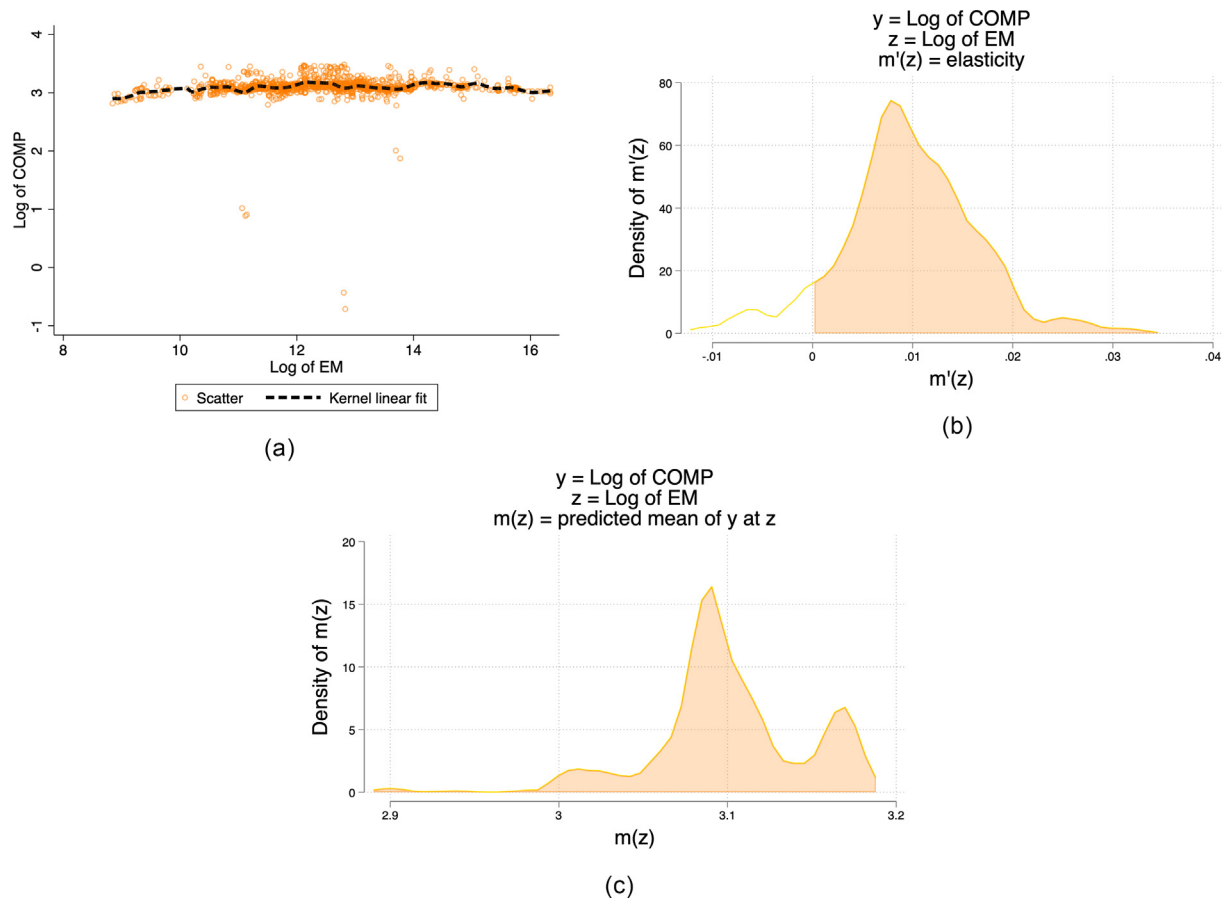 4
3
2
1
0
-1
Log of COMP
8 10 12 14 16
Log of EM
Scatter Kernel linear fit
(a)
y = Log of COMP
z = Log of EM
m'(z) = elasticity
80
60
40
20
0
Density of m'(z)
-.01 0 .01 .02 .03 .04
m'(z)
(b)
y = Log of COMP
z = Log of EM
m(z) = predicted mean of y at z
20
15
10
5
0
Density of m(z)
2.9 3 3.1 3.2
m(z)
(c)